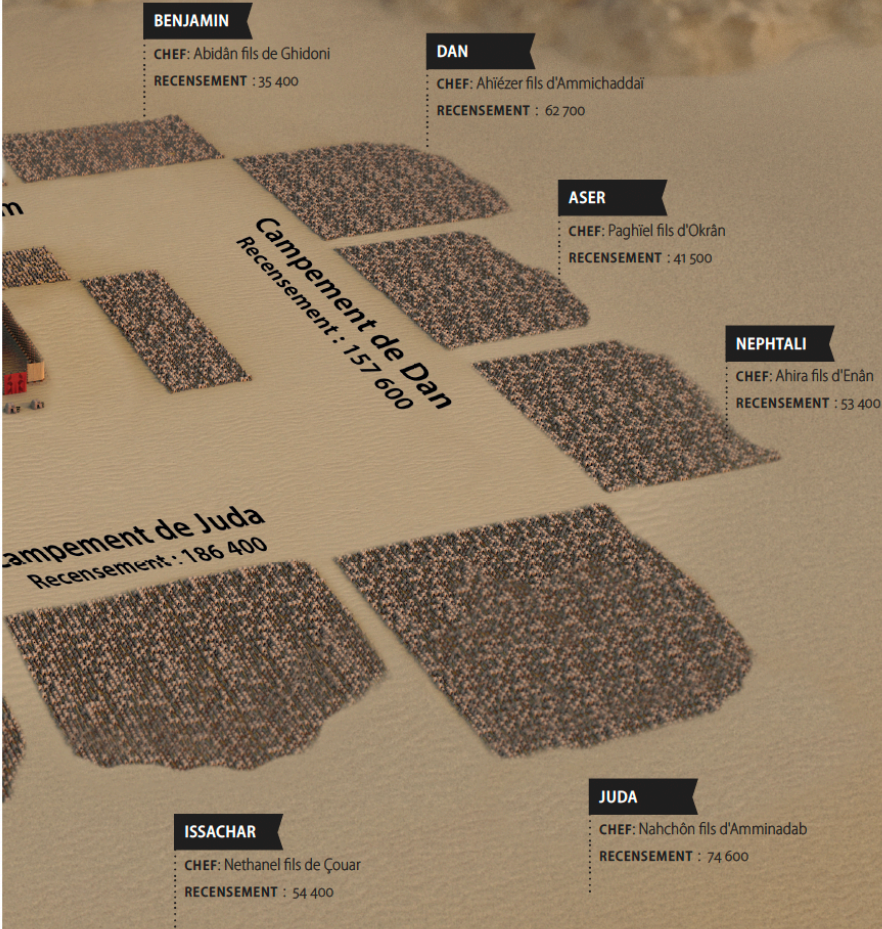 BENJAMIN
CHEF: Abidân fils de Ghidoni
RECENSEMENT : 35 400
DAN
CHEF: Ahïézer fils d'Ammichaddaï
RECENSEMENT : 62 700
ASER
CHEF: Paghïel fils d'Okrân
RECENSEMENT : 41 500
NEPHTALI
CHEF: Ahira fils d'Enân
RECENSEMENT : 53 400
m
Campement de Dan
Recensement : 157 600
ampement de Juda
Recensement : 186 400
ISSACHAR
CHEF: Nethanel fils de Çouar
RECENSEMENT : 54 400
JUDA
CHEF: Nahchôn fils d'Amminadab
RECENSEMENT : 74 600